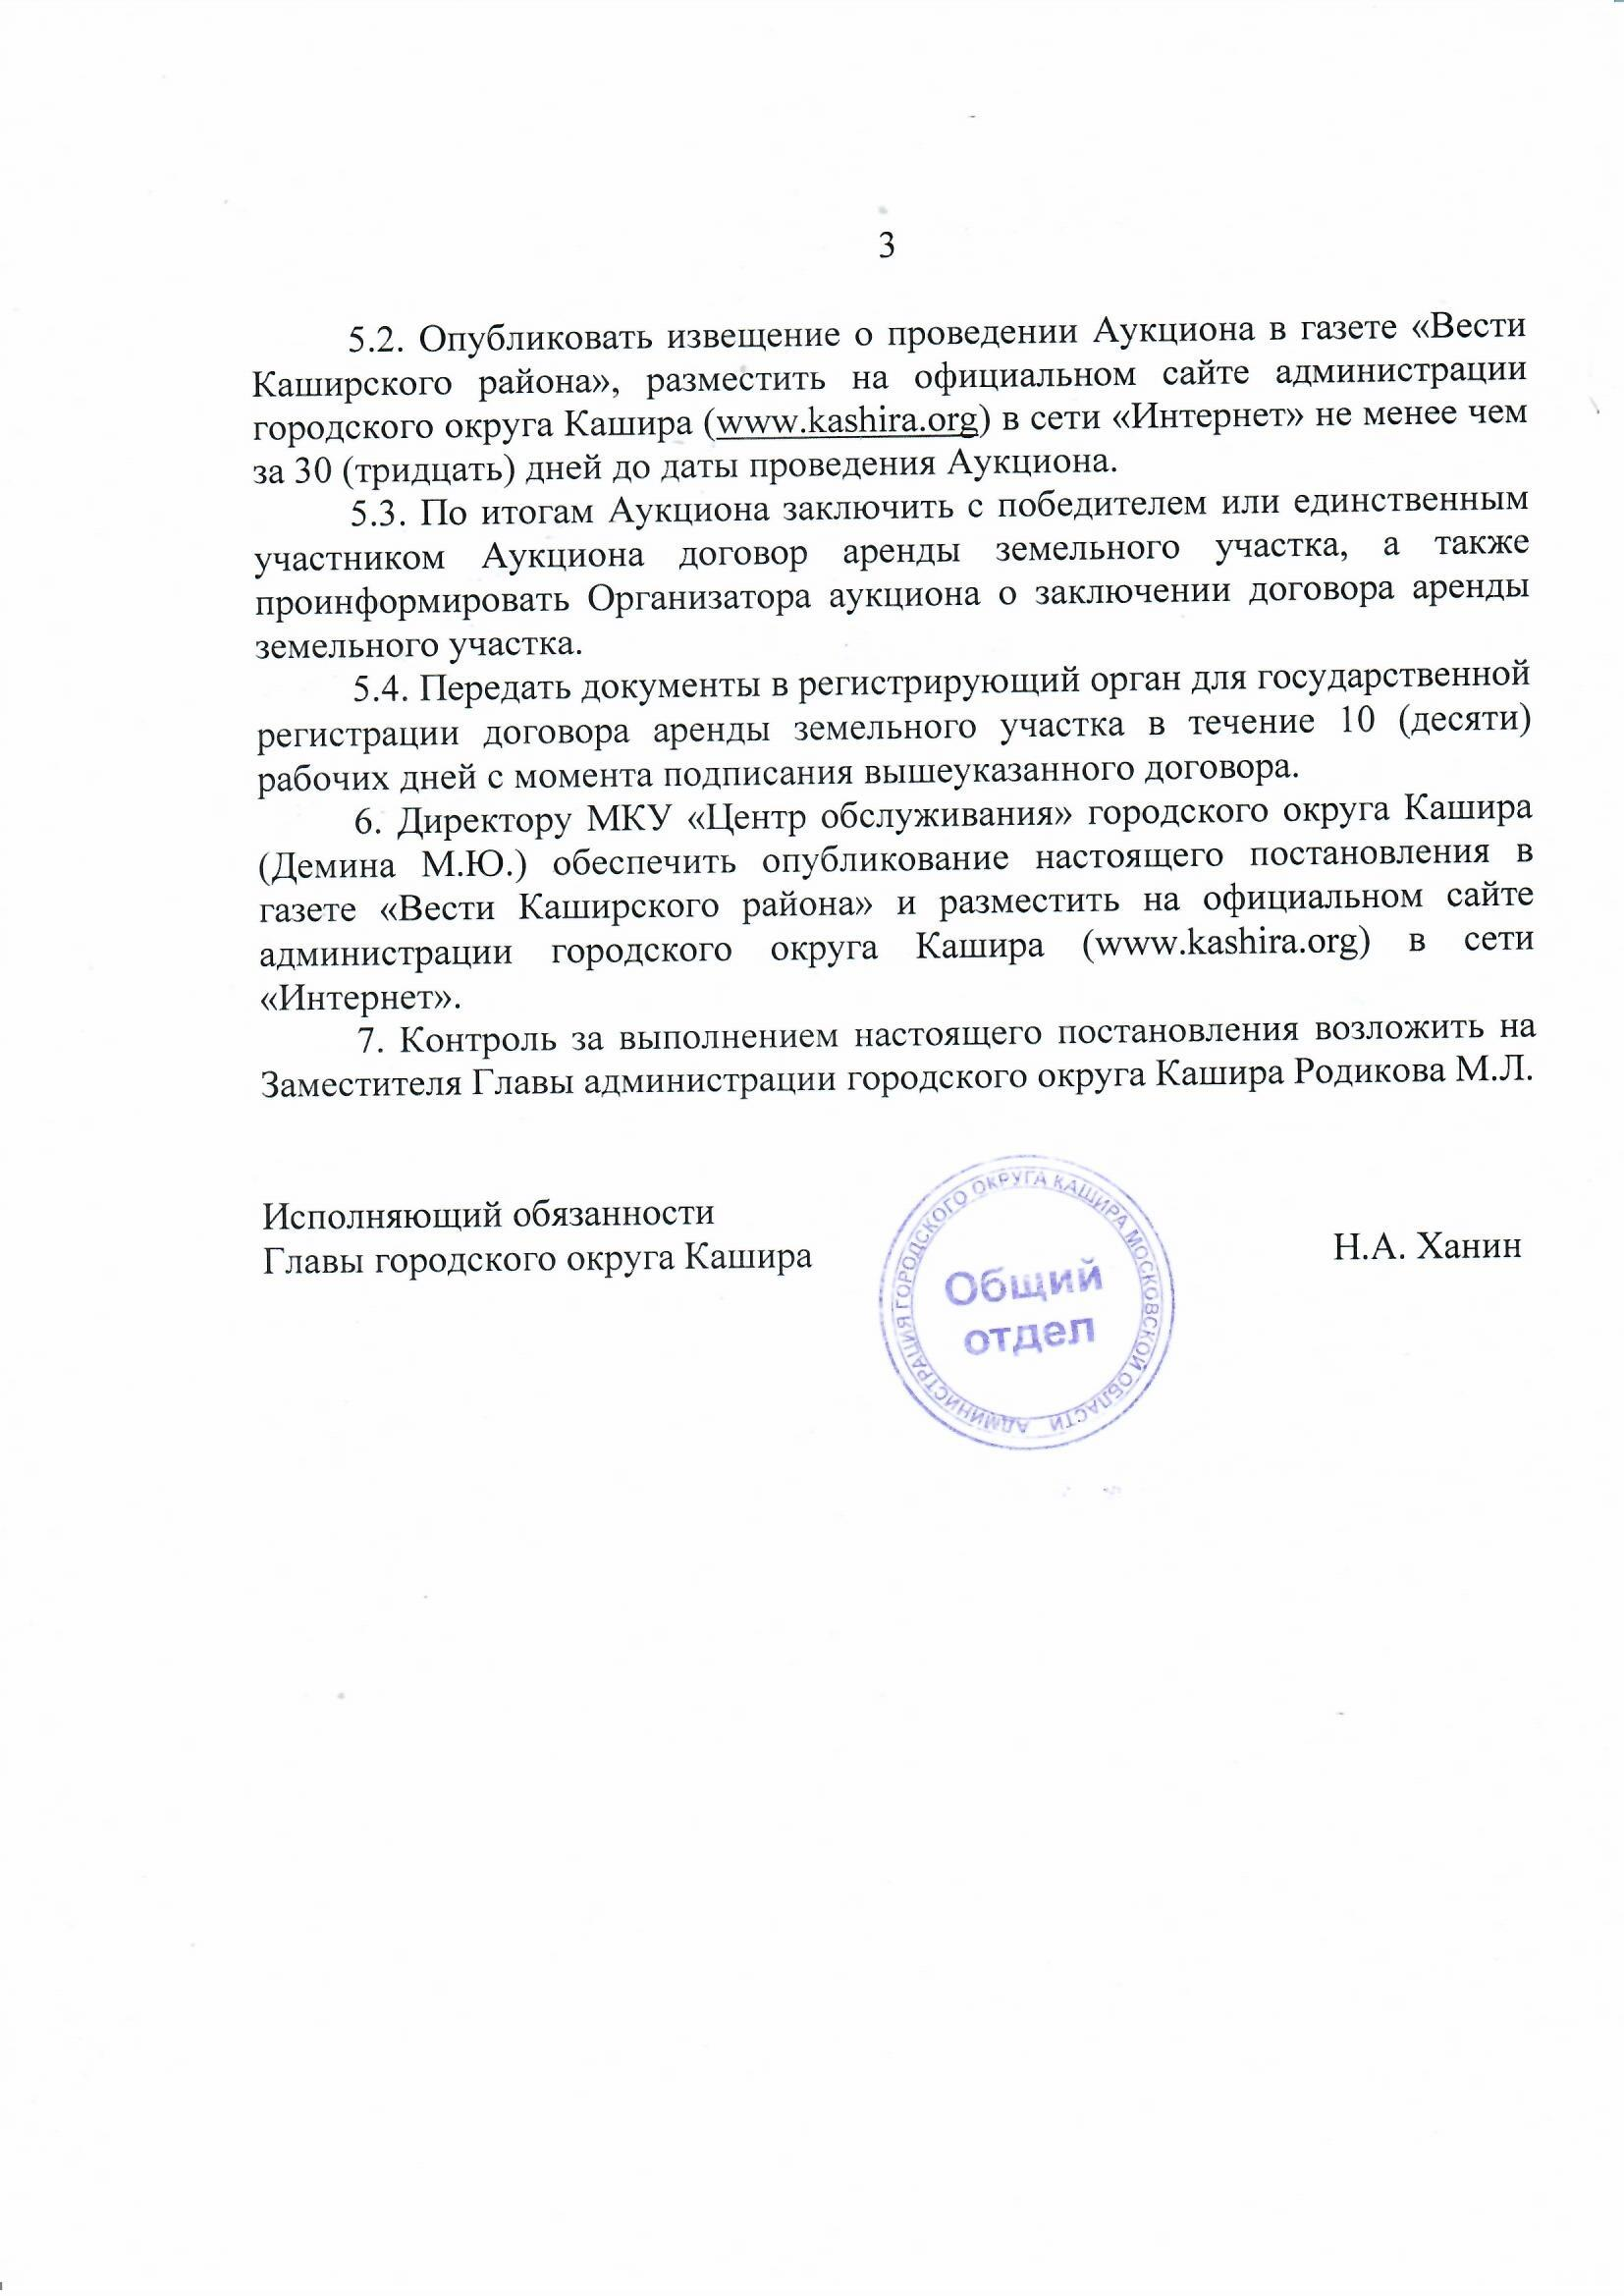 3
5.2. Опубликовать извещение о проведении Аукциона в газете «Вести
Каширского района», разместить на официальном сайте администрации
городского округа Кашира (www.kashira.org) в сети «Интернет» не менее чем
за 30 (тридцать) дней до даты проведения Аукциона.
5.3. По итогам Аукциона заключить с победителем или единственным
участником Аукциона договор аренды земельного участка, а также
проинформировать Организатора аукциона о заключении договора аренды
земельного участка.
5.4. Передать документы в регистрирующий орган для государственной
регистрации договора аренды земельного участка в течение 10 (десяти)
рабочих дней с момента подписания вышеуказанного договора.
6. Директору МКУ «Центр обслуживания» городского округа Кашира
(Демина М.Ю.) обеспечить опубликование настоящего постановления в
газете «Вести Каширского района» и разместить на официальном сайте
администрации городского округа Кашира (www.kashira.org) в сети
«Интернет».
7. Контроль за выполнением настоящего постановления возложить на
Заместителя Главы администрации городского округа Кашира Родикова М.Л.
Исполняющий обязанности
Главы городского округа Кашира
Н.А. Ханин
АДМИНИСТРАЦИЯ ГОРОДСКОГО ОКРУГА КАШИРА МОСКОВСКОЙ ОБЛАСТИ
Общий
отдел